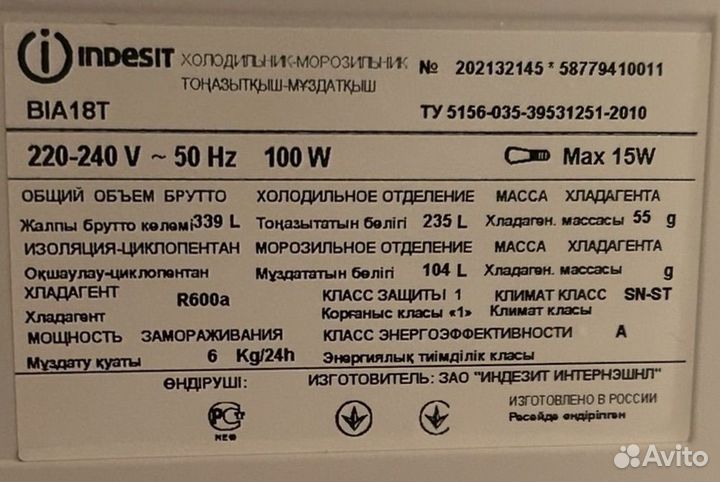 INDESIT ХОЛОДИЛЬНИК-МОРОЗИЛЬНИК № 202132145 * 58779410011
ТОҢАЗЫТҚЫШ-МҰЗДАТҚЫШ
BIA18T ТУ 5156-035-39531251-2010
220-240 V ~ 50 Hz 100 W Max 15W
ОБЩИЙ ОБЪЕМ БРУТТО ХОЛОДИЛЬНОЕ ОТДЕЛЕНИЕ МАССА ХЛАДАГЕНТА
Жалпы брутто көлемі 339 L Тоңазытатын бөлігі 235 L Хладаген. массасы 55 g
ИЗОЛЯЦИЯ-ЦИКЛОПЕНТАН МОРОЗИЛЬНОЕ ОТДЕЛЕНИЕ МАССА ХЛАДАГЕНТА
Оқшаулау-циклопентан Мұздататын бөлігі 104 L Хладаген. массасы g
ХЛАДАГЕНТ R600a КЛАСС ЗАЩИТЫ 1 КЛИМАТ КЛАСС SN-ST
Хладагент Корғаныс класы «1» Климат класы
МОЩНОСТЬ ЗАМОРАЖИВАНИЯ КЛАСС ЭНЕРГОЭФФЕКТИВНОСТИ A
Мұздату қуаты 6 Kg/24h Энергиялық тиімділік класы
ӨНДІРУШІ: ИЗГОТОВИТЕЛЬ: ЗАО "ИНДЕЗИТ ИНТЕРНЭШНЛ"
ИЗГОТОВЛЕНО В РОССИИ
Ресейде өндірілген
РСТ
Avito